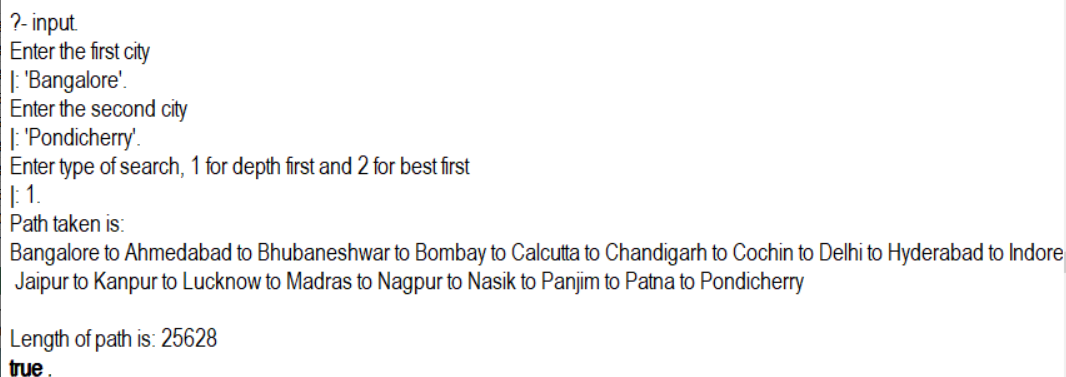 ?- input.
Enter the first city
|: 'Bangalore'.
Enter the second city
|: 'Pondicherry'.
Enter type of search, 1 for depth first and 2 for best first
|: 1.
Path taken is:
Bangalore to Ahmedabad to Bhubaneshwar to Bombay to Calcutta to Chandigarh to Cochin to Delhi to Hyderabad to Indore
Jaipur to Kanpur to Lucknow to Madras to Nagpur to Nasik to Panjim to Patna to Pondicherry
Length of path is: 25628
true .